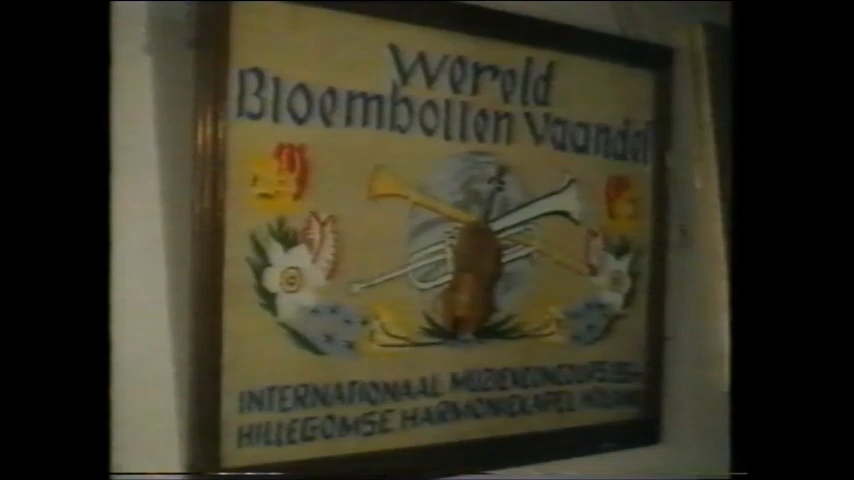 Wereld
Bloembollen Vaandel
INTERNATIONAAL
HILLEGOMSE HARMONIEKAPEL